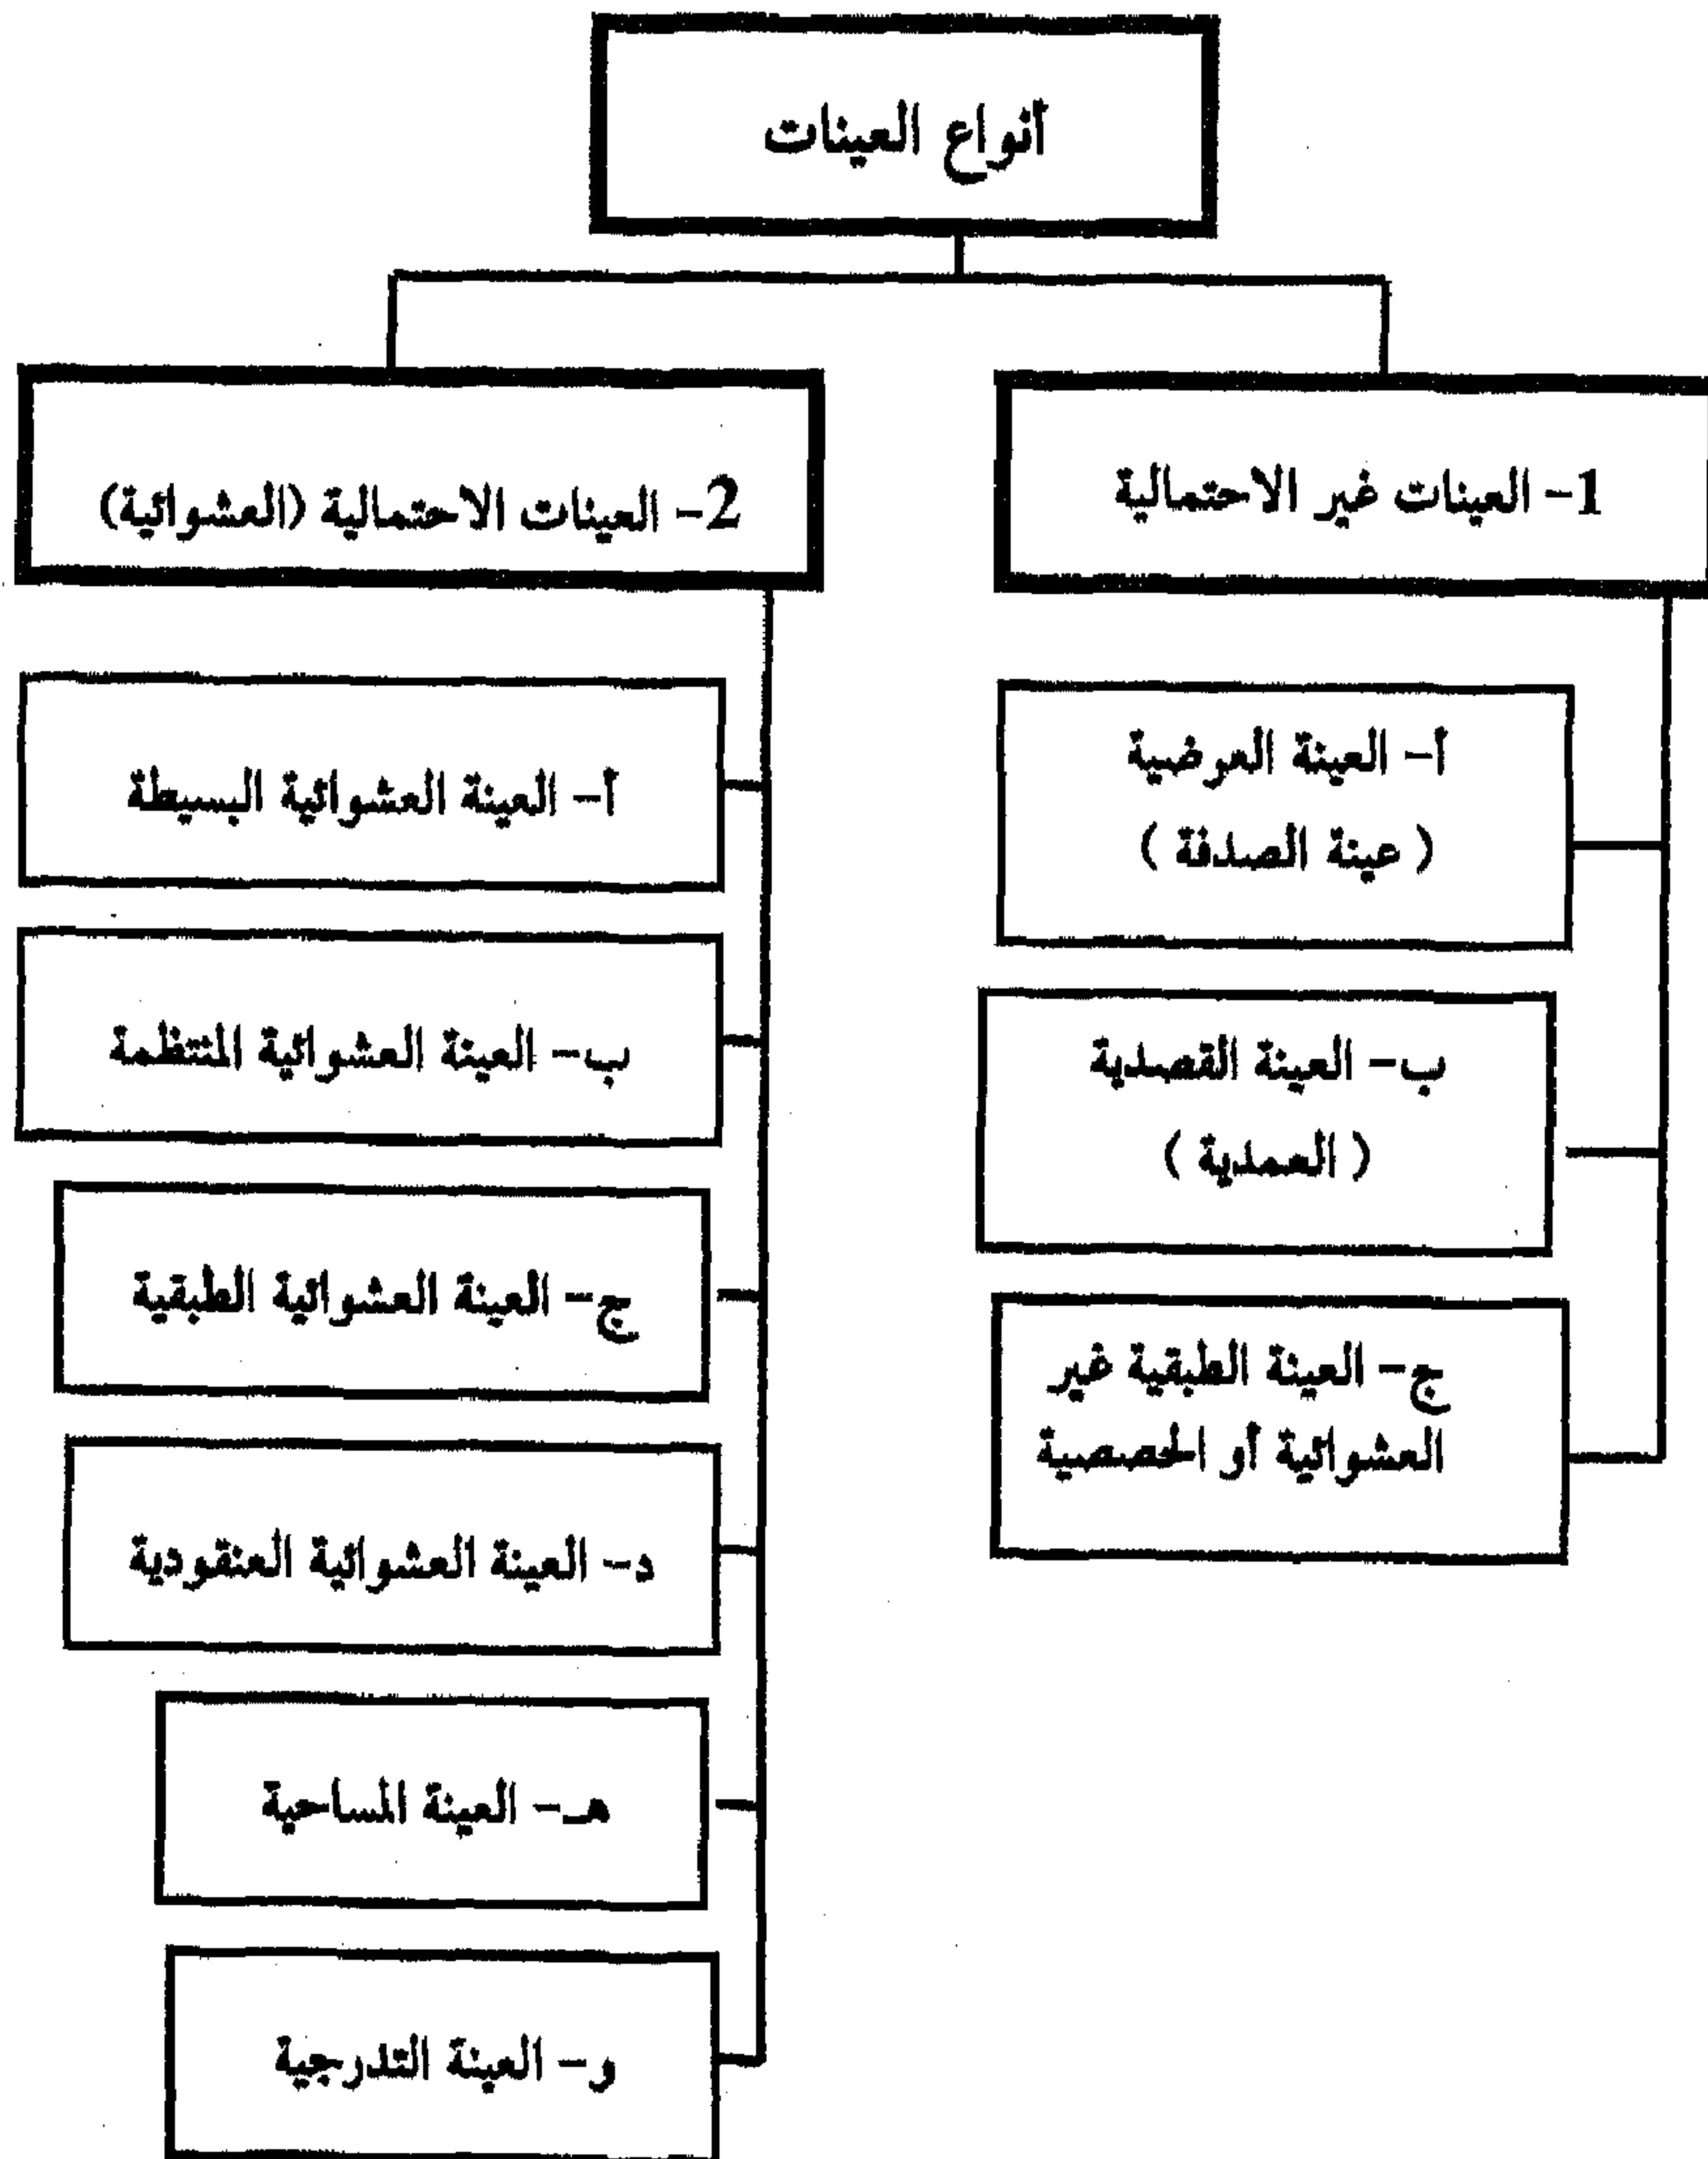 أنواع العينات
1- العينات غير الاحتمالية
أ- العينة العرضية
( عينة الصدفة )
ب- العينة القصدية
( العمدية )
ج- العينة الطبقية غير
العشوائية أو الحصصية
2- العينات الاحتمالية (العشوائية)
أ- العينة العشوائية البسيطة
ب- العينة العشوائية المنتظمة
ج- العينة العشوائية الطبقية
د- العينة العشوائية العنقودية
هـ- العينة المساحية
و- العينة التدرجية